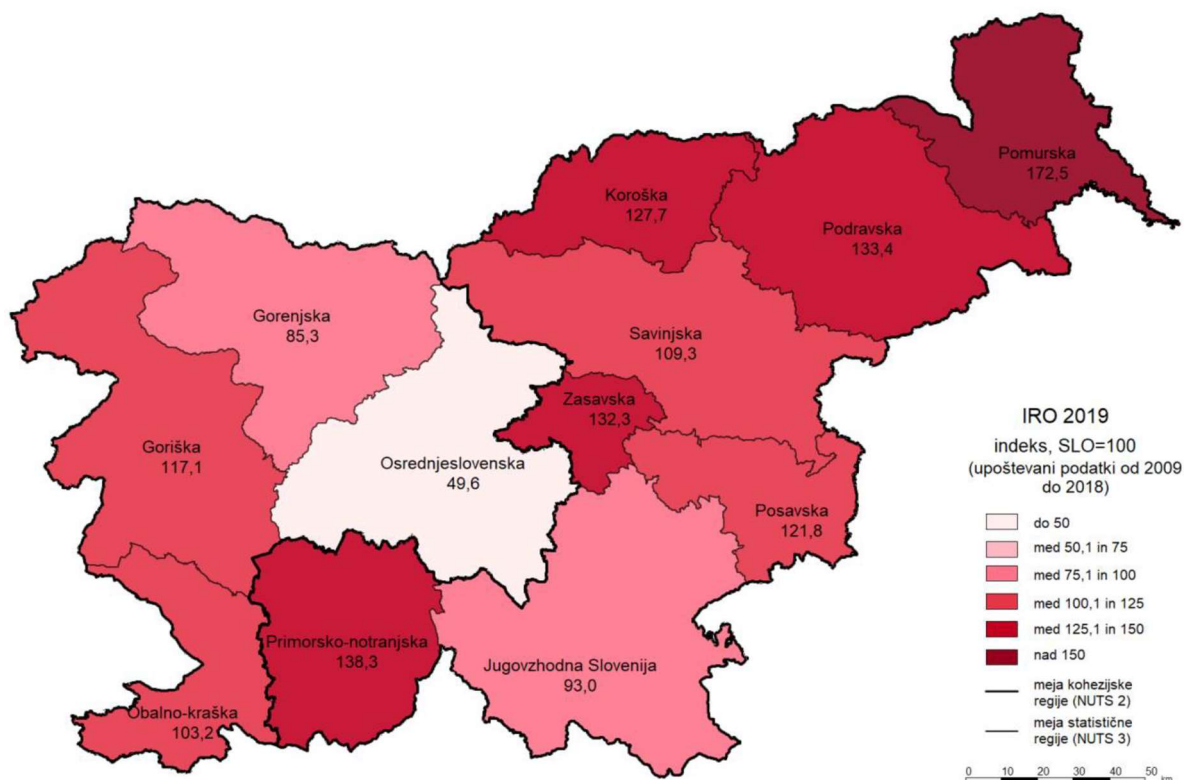 Pomurska
172,5
Koroška
127,7
Podravska
133,4
Gorenjska
85,3
Savinjska
109,3
Zasavska
132,3
Goriška
117,1
Osrednjeslovenska
49,6
Posavska
121,8
Primorsko-notranjska
138,3
Jugovzhodna Slovenija
93,0
Obalno-kraška
103,2
IRO 2019
indeks, SLO=100
(upoštevani podatki od 2009
do 2018)
do 50
med 50,1 in 75
med 75,1 in 100
med 100,1 in 125
med 125,1 in 150
nad 150
meja kohezijske
regije (NUTS 2)
meja statistične
regije (NUTS 3)
0 10 20 30 40 50
km